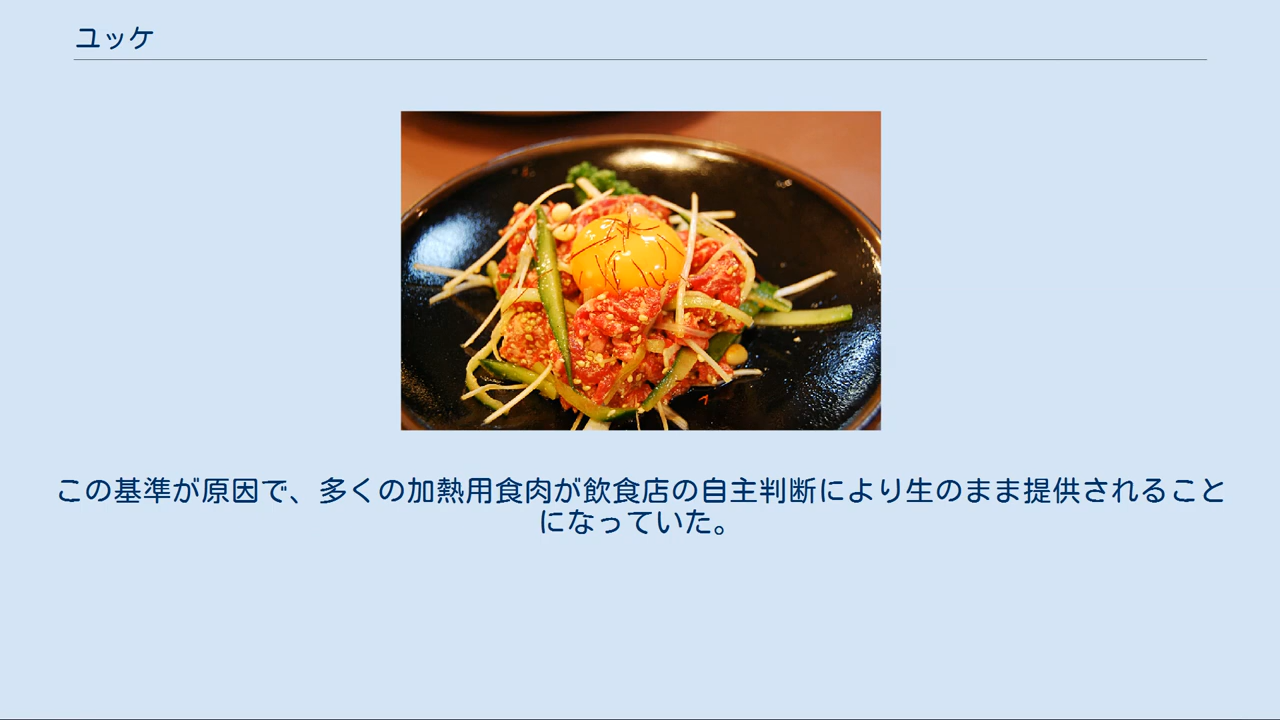 ユッケ
この基準が原因で、多くの加熱用食肉が飲食店の自主判断により生のまま提供されること
になっていた。